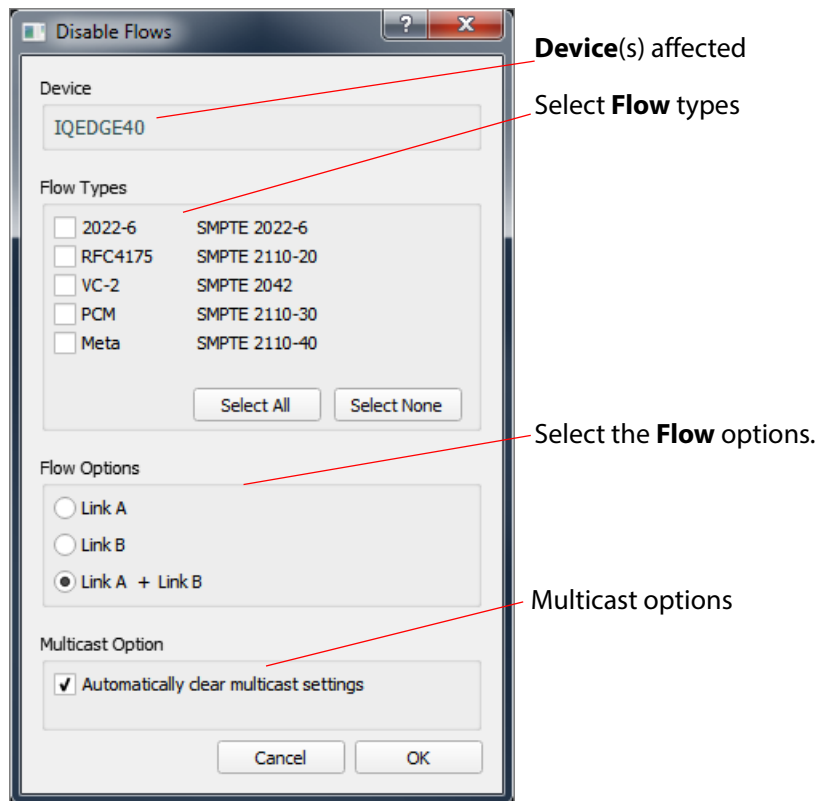 Disable Flows
?
X
Device(s) affected
Device
IQEDGE40
Select Flow types
Flow Types
2022-6 SMPTE 2022-6
RFC4175 SMPTE 2110-20
VC-2 SMPTE 2042
PCM SMPTE 2110-30
Meta SMPTE 2110-40
Select All Select None
Select the Flow options.
Flow Options
Link A
Link B
Link A + Link B
Multicast options
Multicast Option
Automatically clear multicast settings
Cancel OK